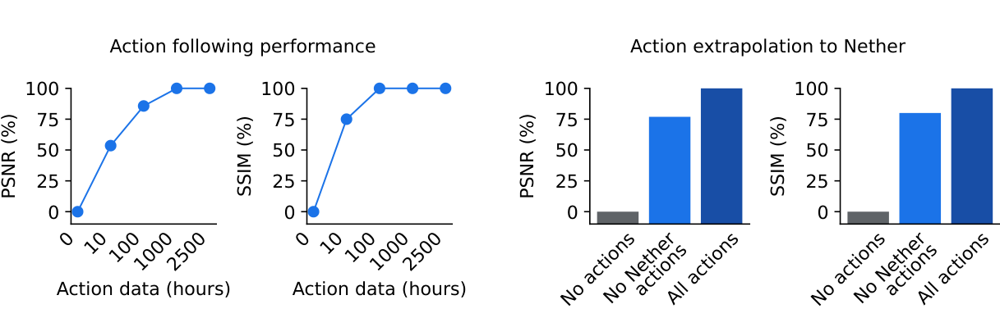 Action following performance
PSNR (%)
100
75
50
25
0
0
10
100
1000
2500
Action data (hours)
SSIM (%)
100
75
50
25
0
0
10
100
1000
2500
Action data (hours)
Action extrapolation to Nether
PSNR (%)
100
75
50
25
0
No actions
No Nether
actions
All actions
SSIM (%)
100
75
50
25
0
No actions
No Nether
actions
All actions